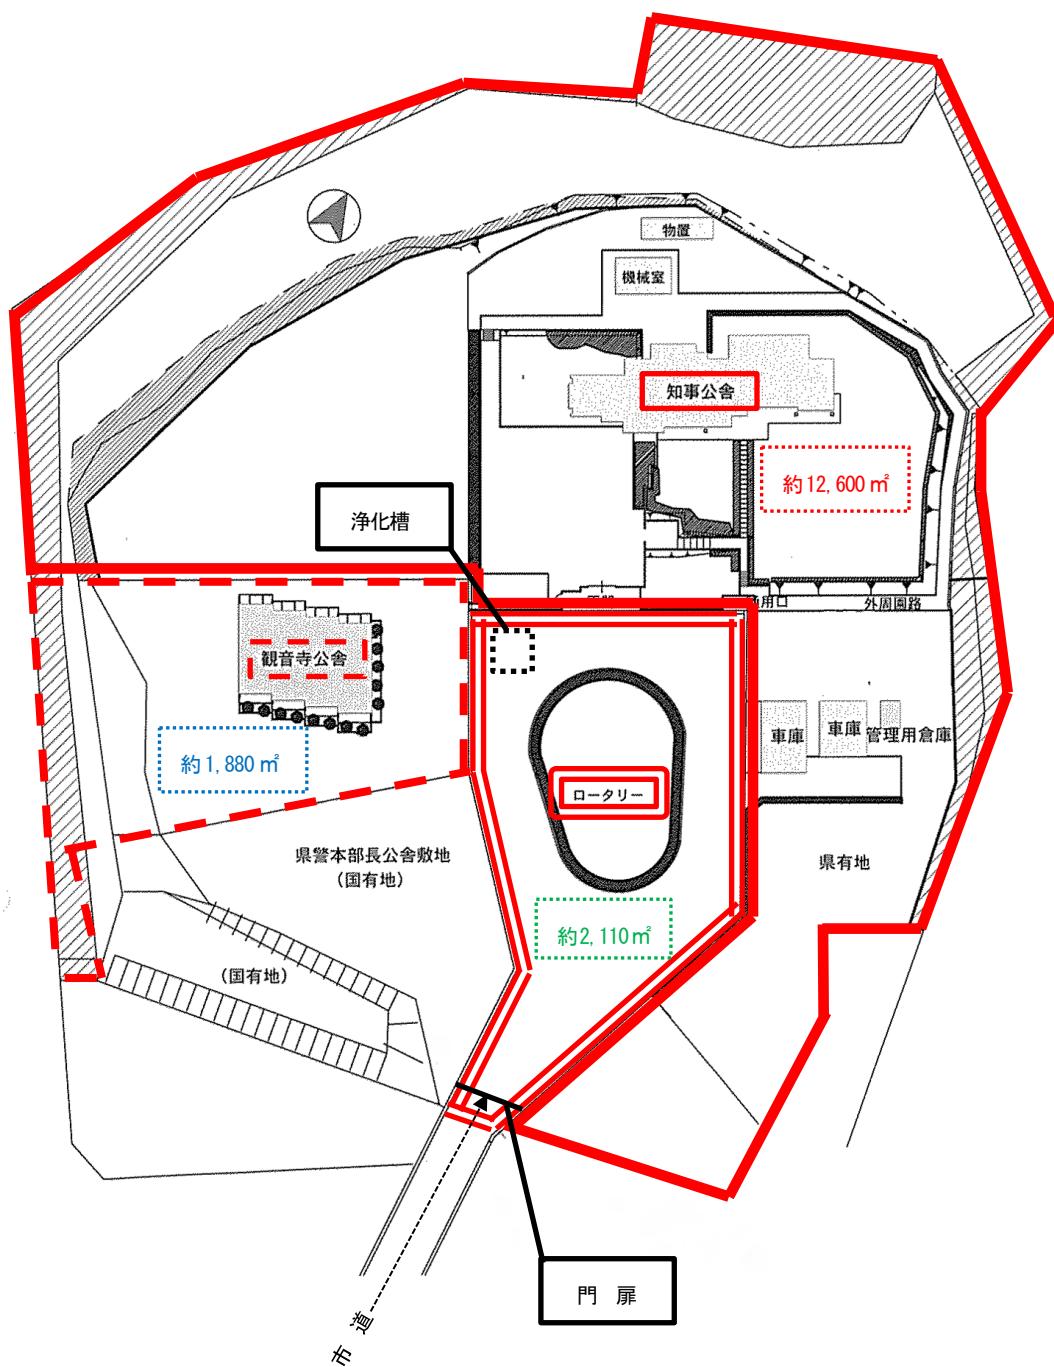 物置
機械室
知事公舎
約12,600㎡
浄化槽
用口
外周園路
観音寺公舎
約1,880㎡
車庫
車庫
管理用倉庫
ロータリー
県警本部長公舎敷地
(国有地)
県有地
約2,110㎡
(国有地)
門 扉
市 道